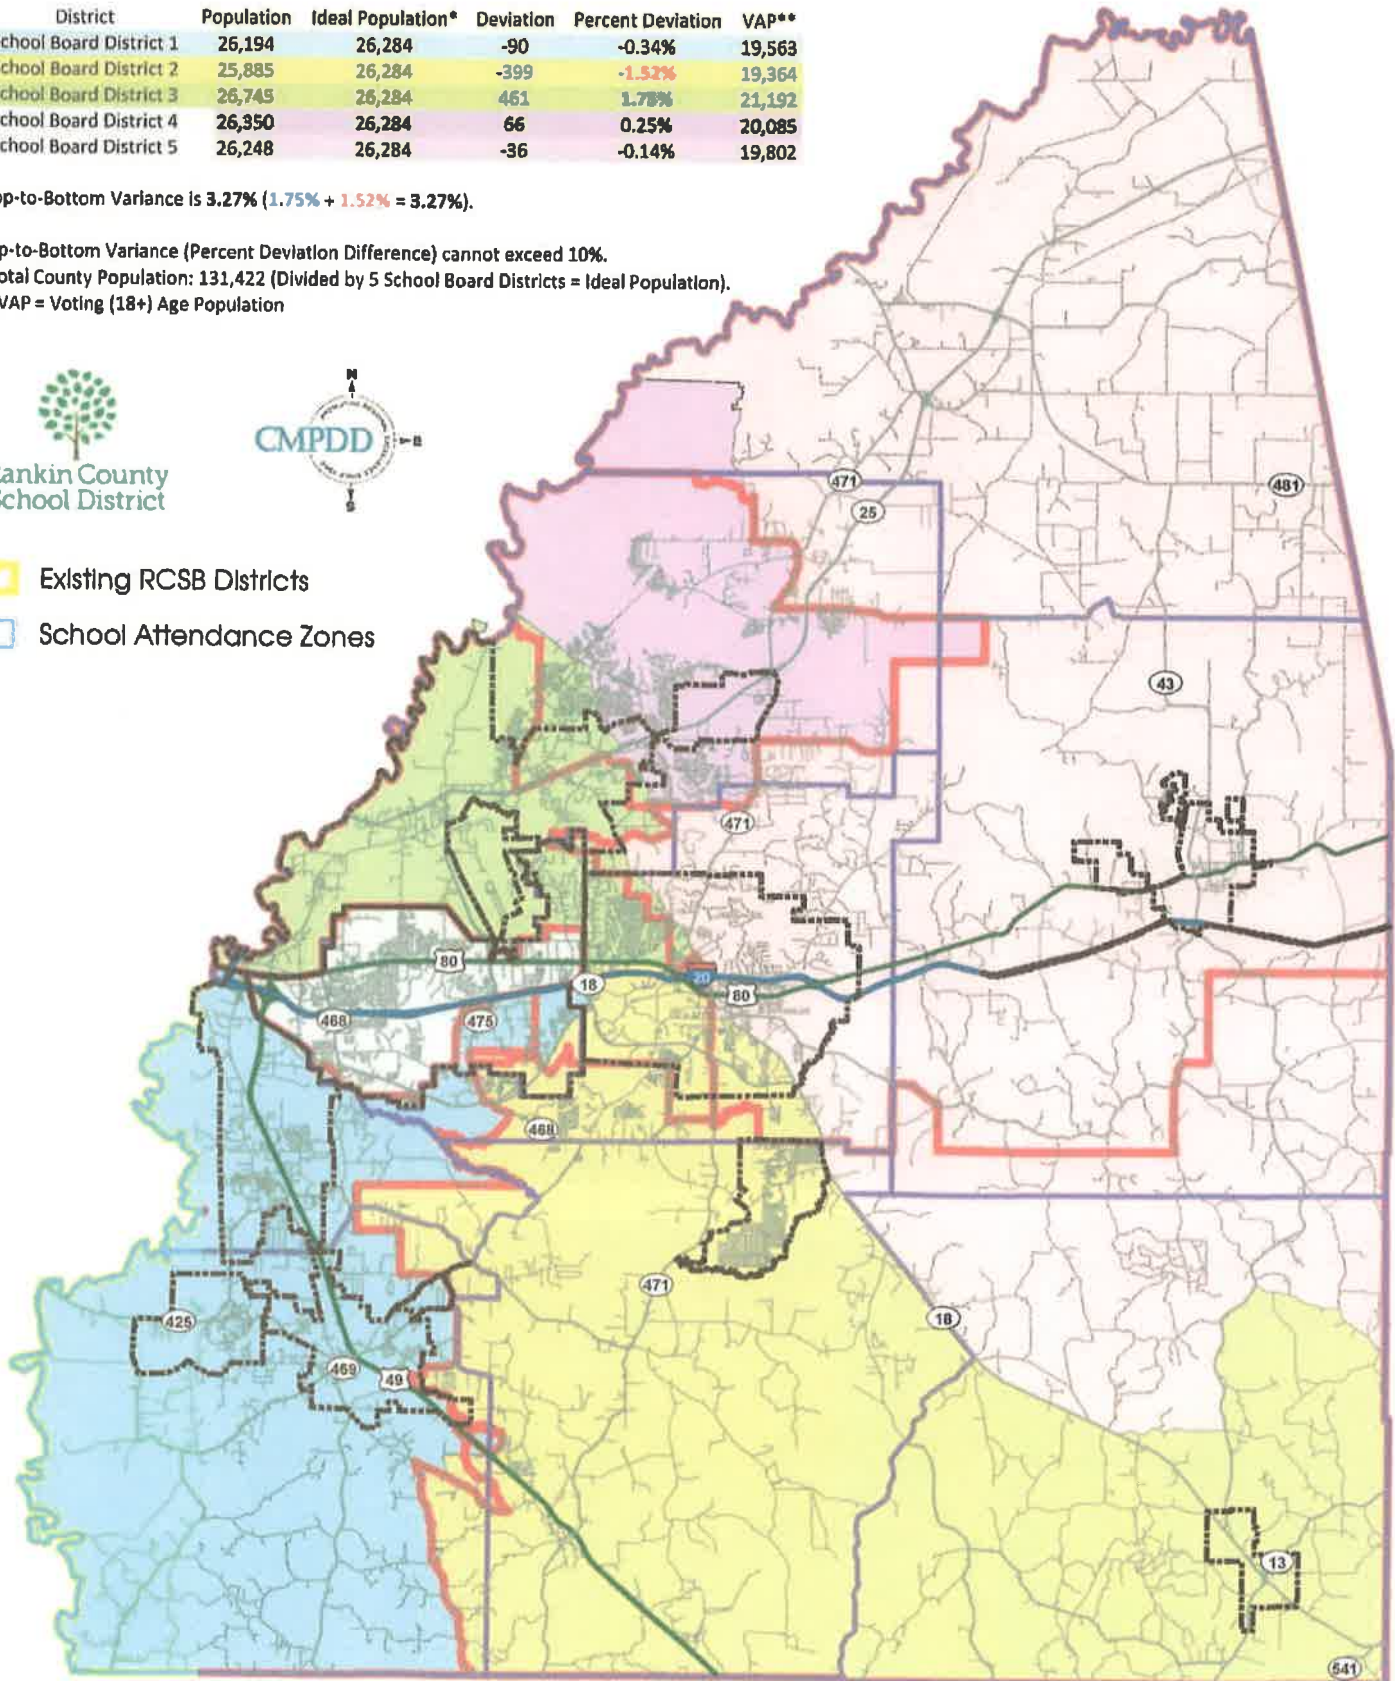 District Population Ideal Population* Deviation Percent Deviation VAP**
chool Board District 1 26,194 26,284 -90 -0.34% 19,563
chool Board District 2 25,885 26,284 -399 -1.52% 19,364
chool Board District 3 26,745 26,284 461 1.75% 21,192
chool Board District 4 26,350 26,284 66 0.25% 20,085
chool Board District 5 26,248 26,284 -36 -0.14% 19,802
op-to-Bottom Variance is 3.27% (1.75% + 1.52% = 3.27%).
p-to-Bottom Variance (Percent Deviation Difference) cannot exceed 10%.
otal County Population: 131,422 (Divided by 5 School Board Districts = Ideal Population).
VAP = Voting (18+) Age Population
N
CMPDD
E
S
ankin County
chool District
Existing RCSB Districts
School Attendance Zones
471
25
481
43
471
80
20
18
80
468
475
468
471
425
18
469
49
13
541